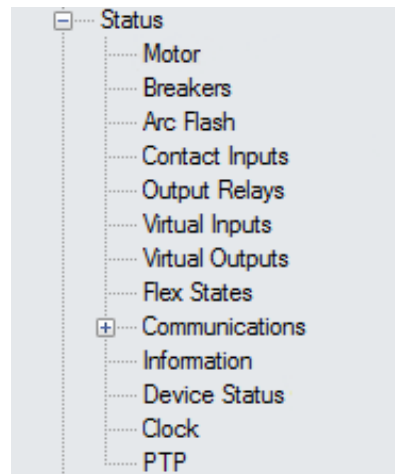 Status
Motor
Breakers
Arc Flash
Contact Inputs
Output Relays
Virtual Inputs
Virtual Outputs
Flex States
Communications
Information
Device Status
Clock
PTP